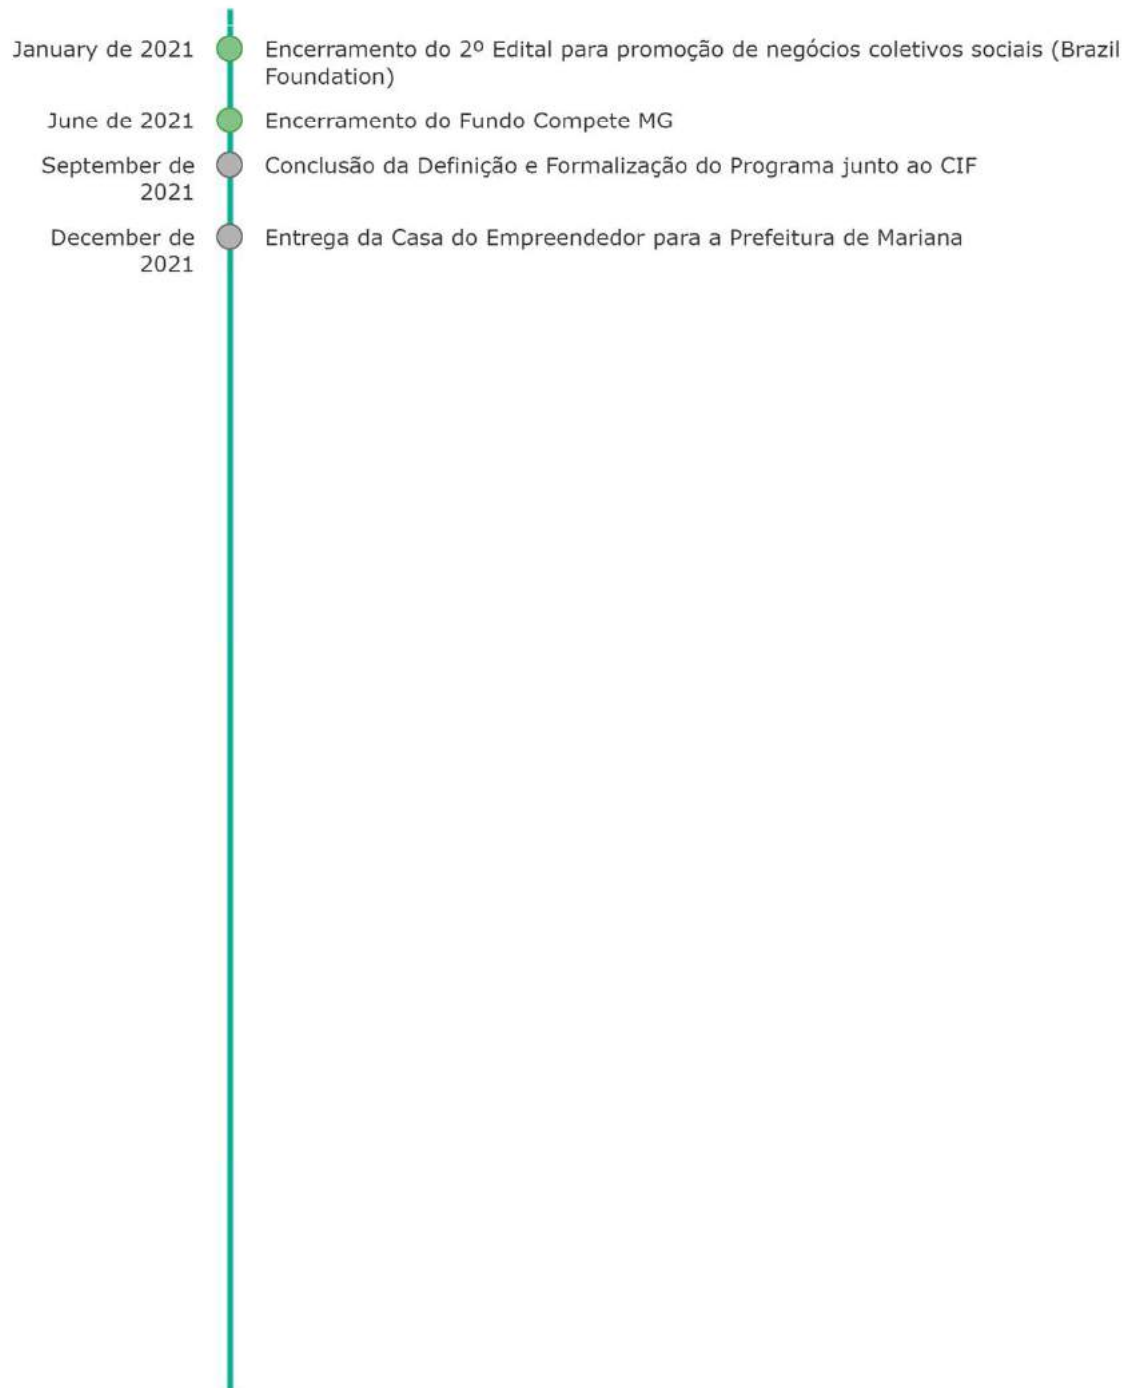 January de 2021 Encerramento do 2º Edital para promoção de negócios coletivos sociais (Brazil
Foundation)
June de 2021 Encerramento do Fundo Compete MG
September de Conclusão da Definição e Formalização do Programa junto ao CIF
2021
December de Entrega da Casa do Empreendedor para a Prefeitura de Mariana
2021